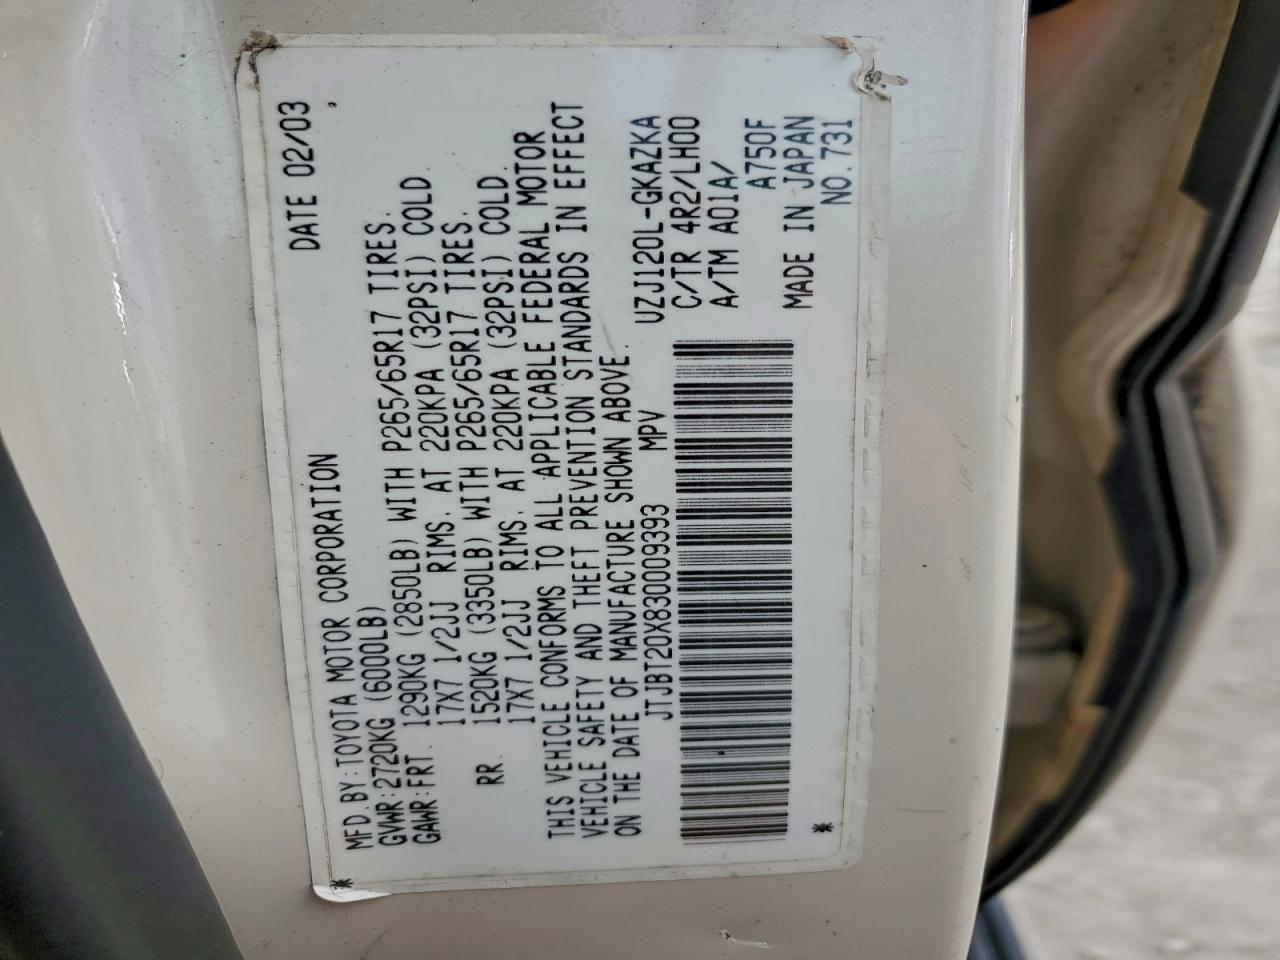 DATE 02/03
MFD.BY:TOYOTA MOTOR CORPORATION
GVWR:2720KG (6000LB)
GAWR:FRT. 1290KG (2850LB) WITH P265/65R17 TIRES.
17X7 1/2JJ RIMS. AT 220KPA (32PSI) COLD.
RR. 1520KG (3350LB) WITH P265/65R17 TIRES.
17X7 1/2JJ RIMS. AT 220KPA (32PSI) COLD.
THIS VEHICLE CONFORMS TO ALL APPLICABLE FEDERAL MOTOR
VEHICLE SAFETY AND THEFT PREVENTION STANDARDS IN EFFECT
ON THE DATE OF MANUFACTURE SHOWN ABOVE.
JTJBT20X830009393 MPV
UZJ120L-GKAZKA
C/TR 4R2/LH00
A/TM A01A/
A750F
MADE IN JAPAN
NO.731